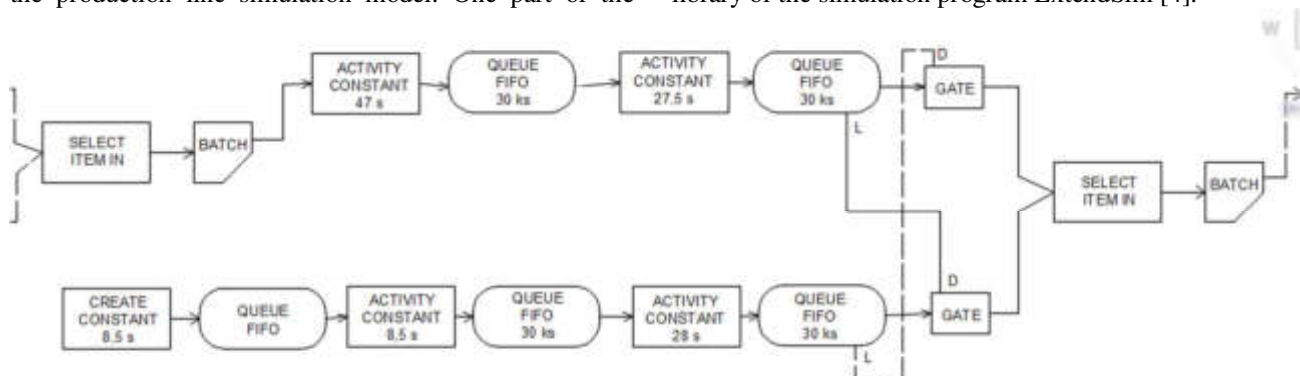 the production line simulation model. One part of the
library of the simulation program ExtendSim [4].
W
D
ACTIVITY
CONSTANT
47 s
QUEUE
FIFO
30 ks
ACTIVITY
CONSTANT
27.5 s
QUEUE
FIFO
30 ks
GATE
L
SELECT
ITEM IN
BATCH
SELECT
ITEM IN
BATCH
D
CREATE
CONSTANT
8.5 s
QUEUE
FIFO
ACTIVITY
CONSTANT
8,5 s
QUEUE
FIFO
30 ks
ACTIVITY
CONSTANT
28 s
QUEUE
FIFO
30 ks
GATE
L